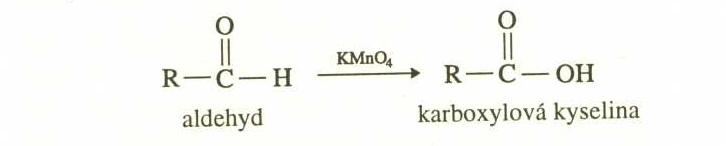 O O
|| KMnO₄ ||
R—C—H R—C—OH
aldehyd karboxylová kyselina